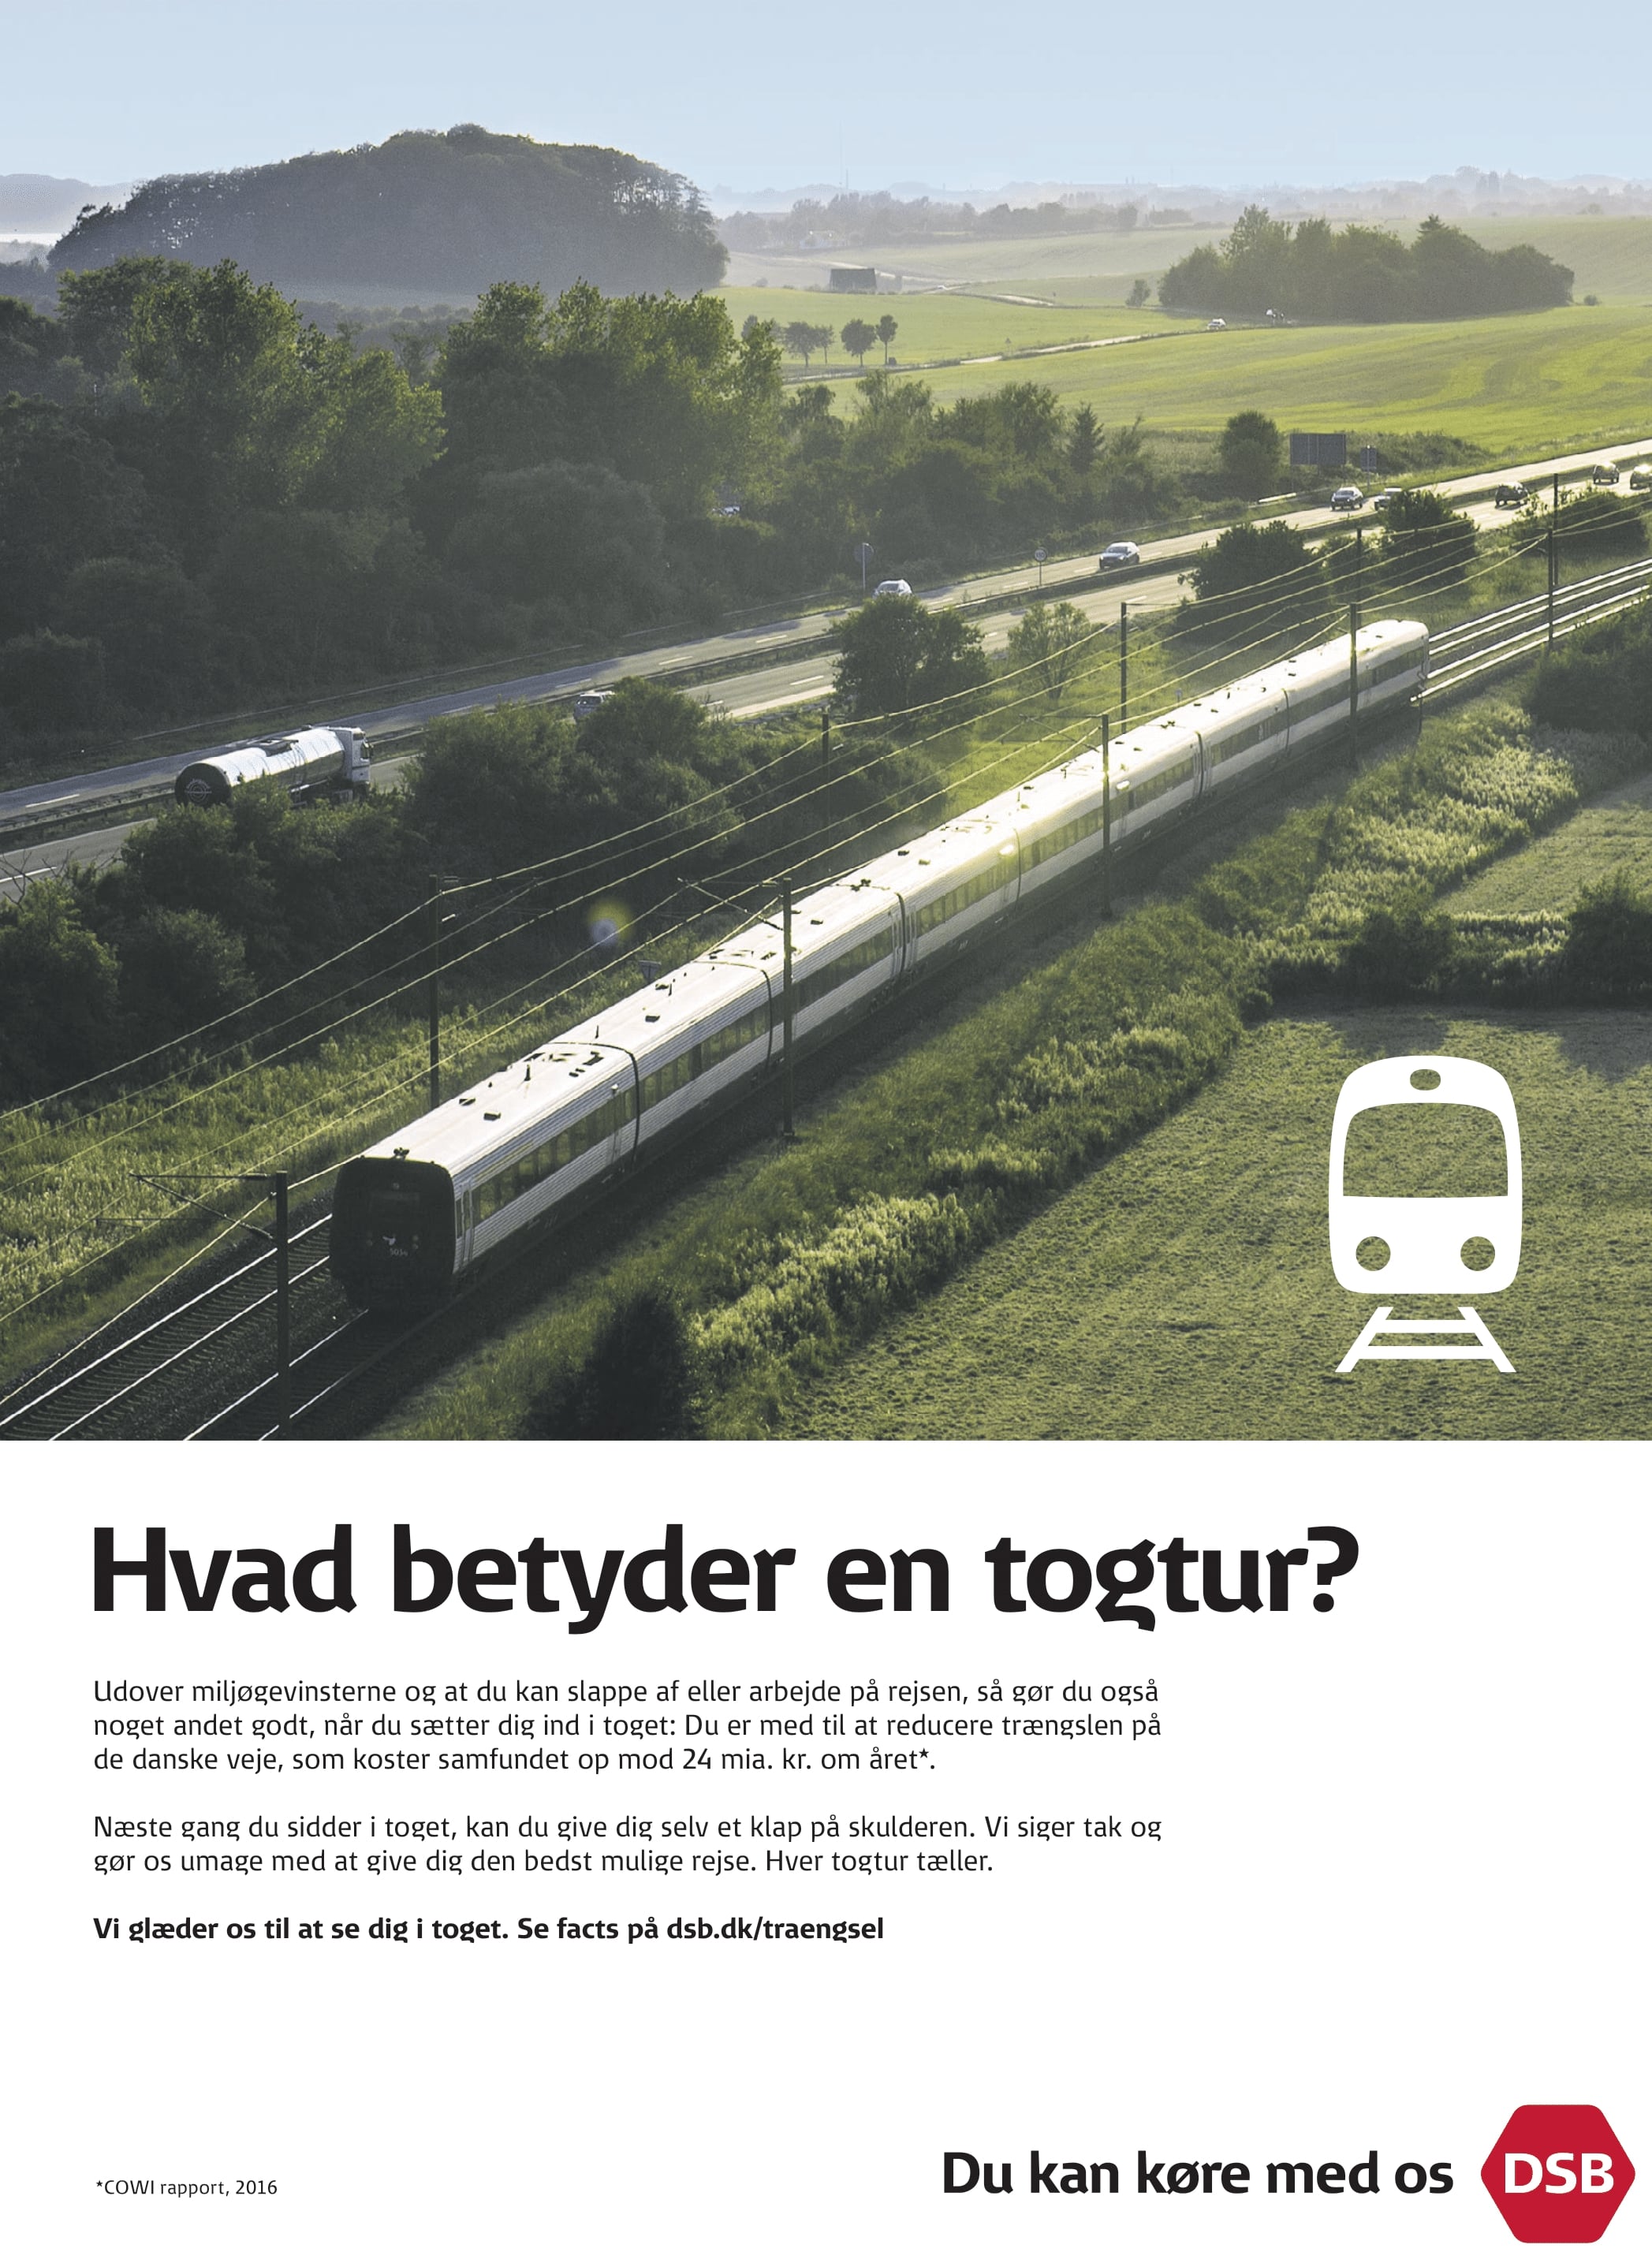 Hvad betyder en togtur?
Udover miljøgevinsterne og at du kan slappe af eller arbejde på rejsen, så gør du også
noget andet godt, når du sætter dig ind i toget: Du er med til at reducere trængslen på
de danske veje, som koster samfundet op mod 24 mia. kr. om året*.
Næste gang du sidder i toget, kan du give dig selv et klap på skulderen. Vi siger tak og
gør os umage med at give dig den bedst mulige rejse. Hver togtur tæller.
Vi glæder os til at se dig i toget. Se facts på dsb.dk/traengsel
*COWI rapport, 2016
Du kan køre med os
DSB